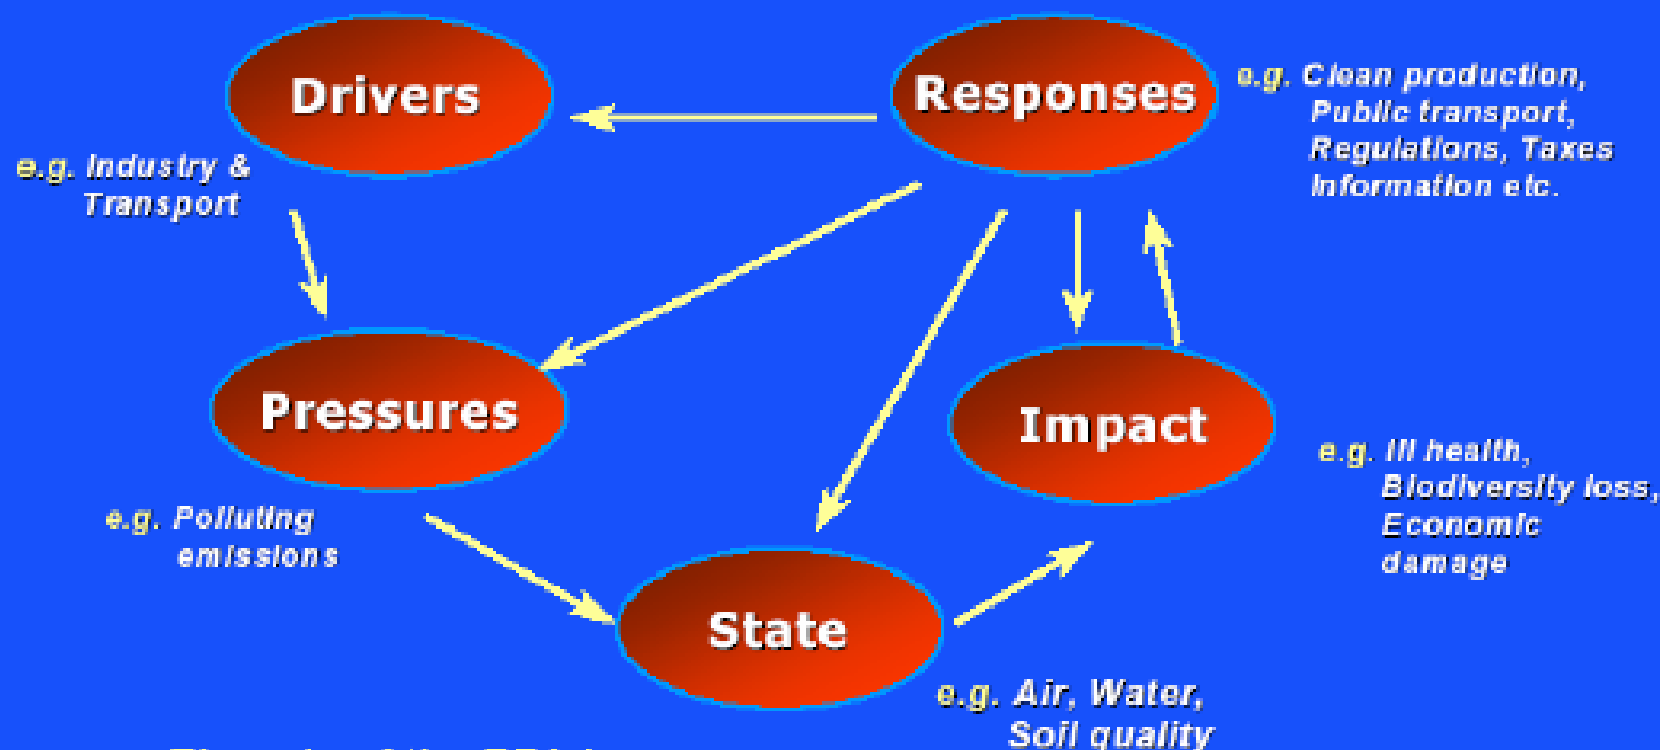 Drivers
Responses
e.g. Clean production,
Public transport,
Regulations, Taxes
Information etc.
e.g. Industry &
Transport
Pressures
Impact
e.g. Ill health,
Biodiversity loss,
Economic
damage
e.g. Polluting
emissions
State
e.g. Air, Water,
Soil quality